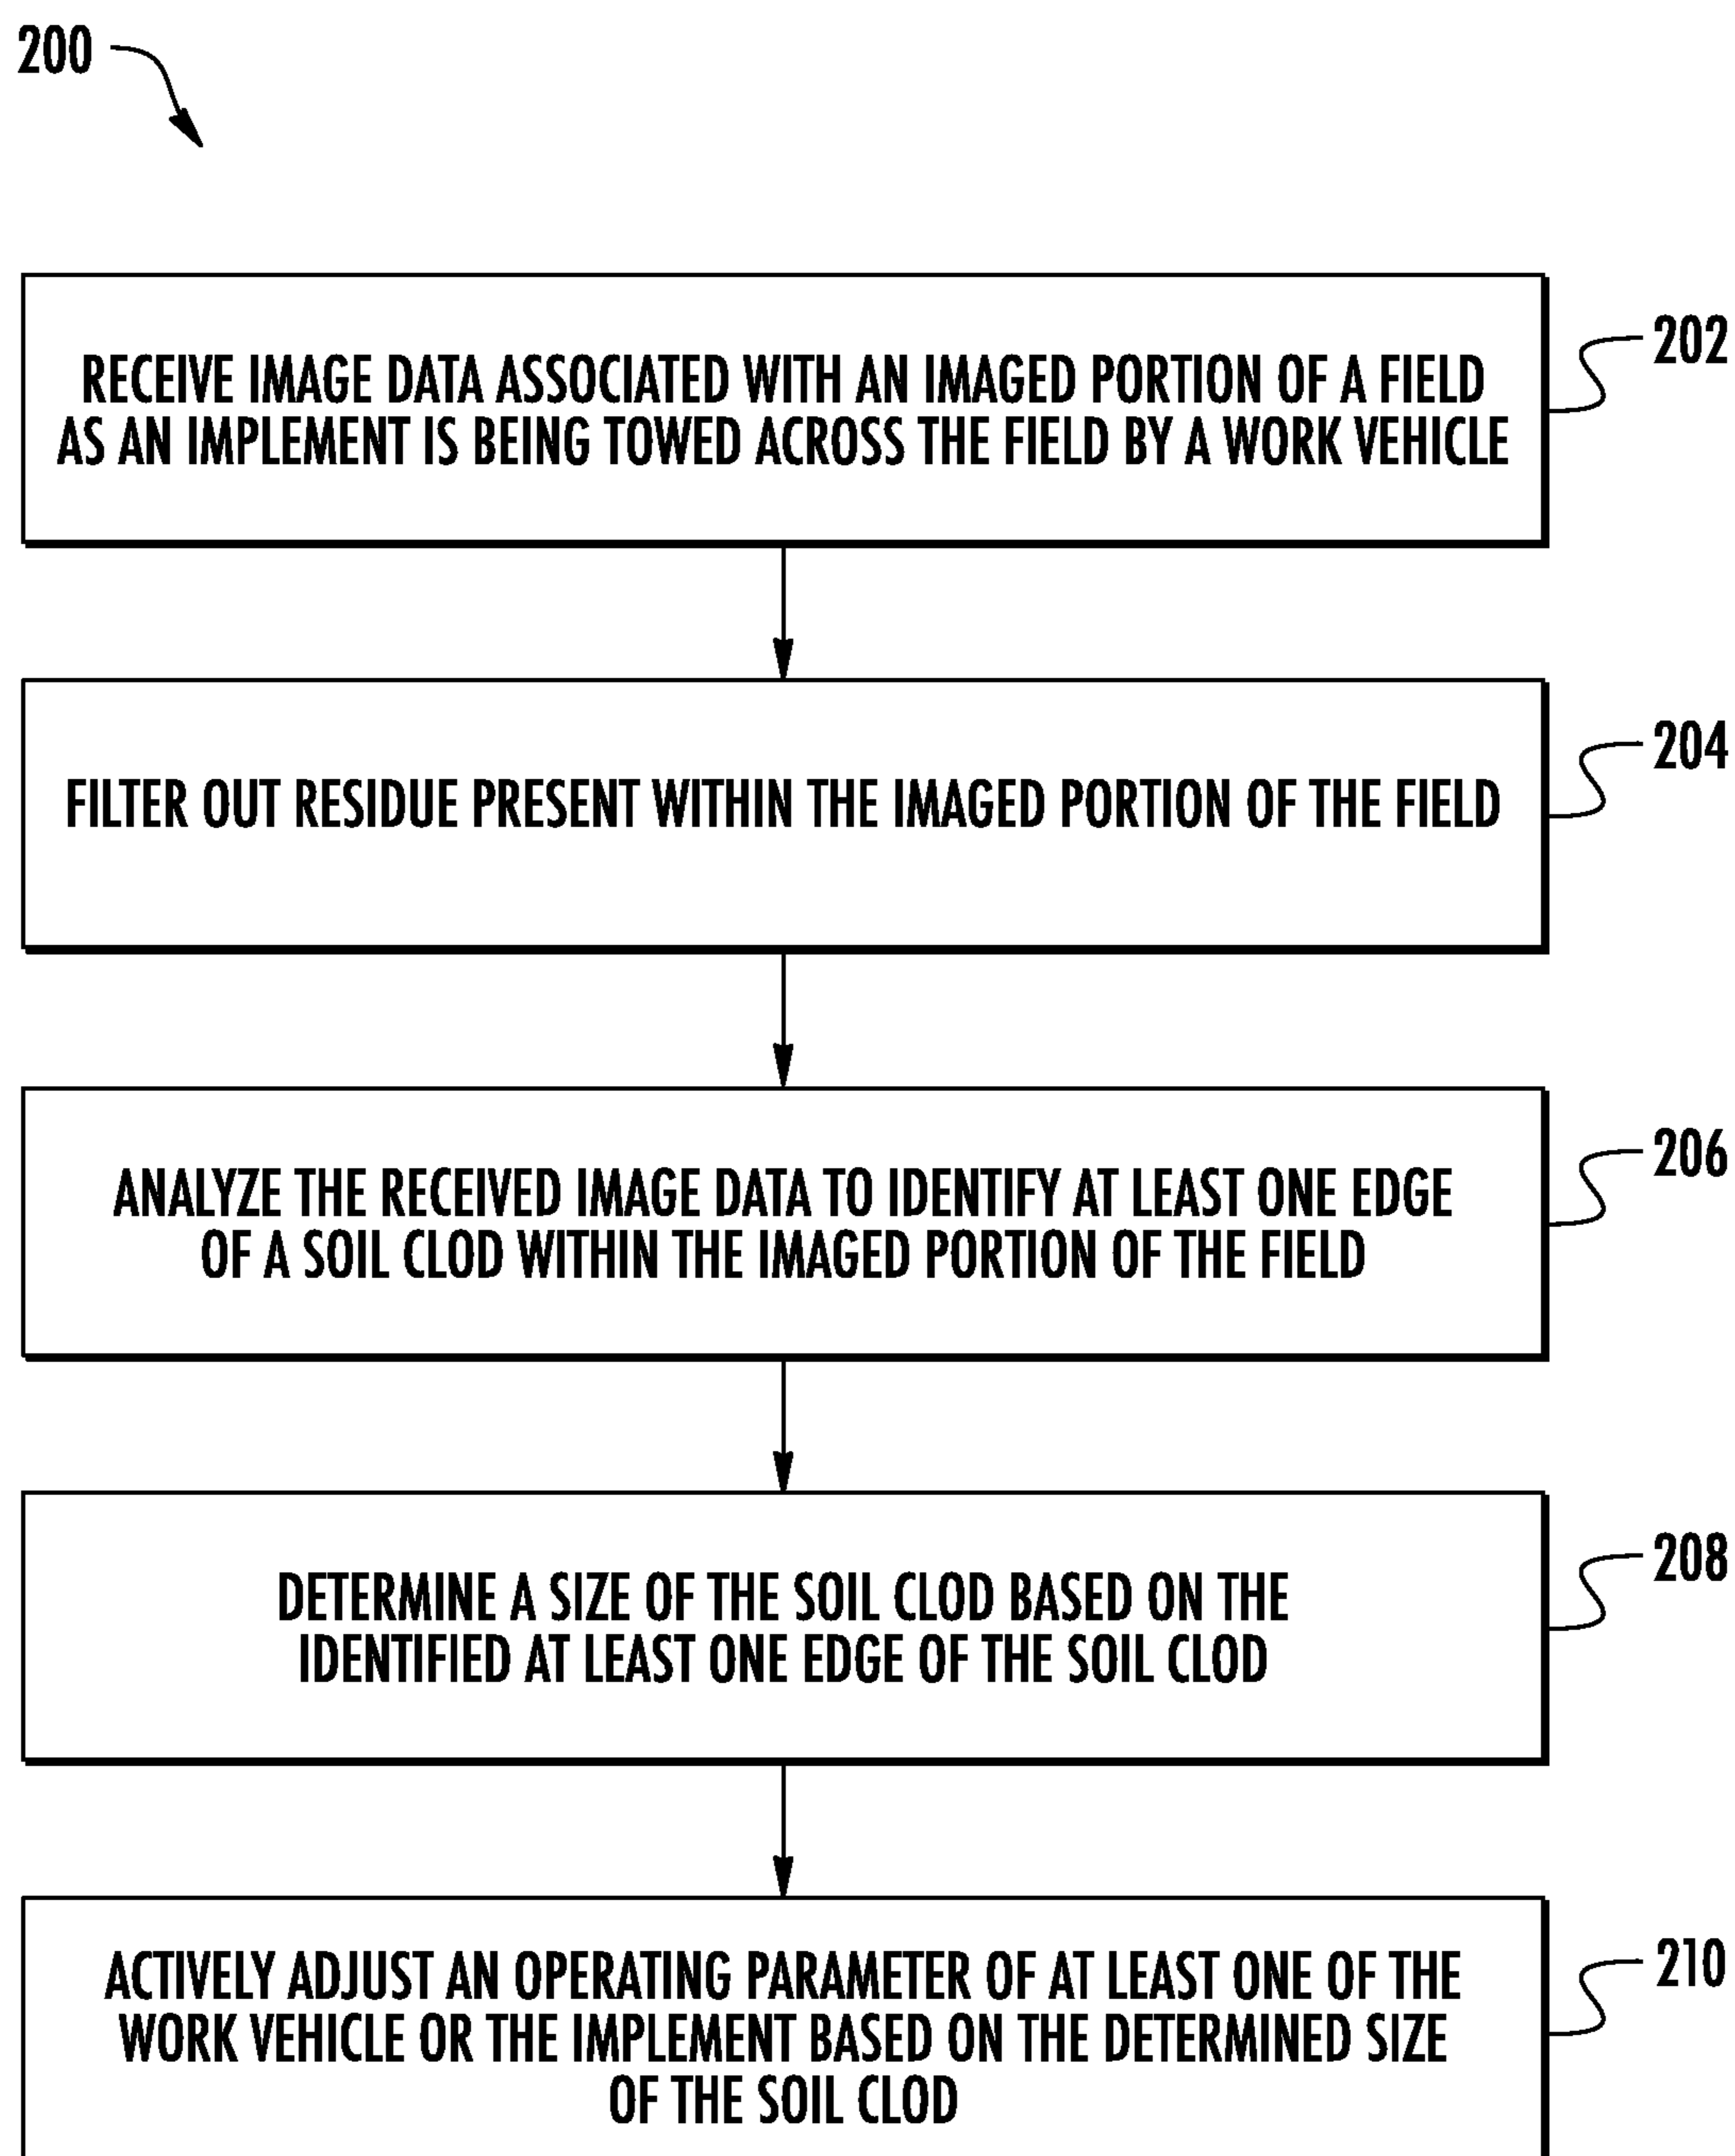 200
RECEIVE IMAGE DATA ASSOCIATED WITH AN IMAGED PORTION OF A FIELD
AS AN IMPLEMENT IS BEING TOWED ACROSS THE FIELD BY A WORK VEHICLE
202
FILTER OUT RESIDUE PRESENT WITHIN THE IMAGED PORTION OF THE FIELD
204
ANALYZE THE RECEIVED IMAGE DATA TO IDENTIFY AT LEAST ONE EDGE
OF A SOIL CLOD WITHIN THE IMAGED PORTION OF THE FIELD
206
DETERMINE A SIZE OF THE SOIL CLOD BASED ON THE
IDENTIFIED AT LEAST ONE EDGE OF THE SOIL CLOD
208
ACTIVELY ADJUST AN OPERATING PARAMETER OF AT LEAST ONE OF THE
WORK VEHICLE OR THE IMPLEMENT BASED ON THE DETERMINED SIZE
OF THE SOIL CLOD
210